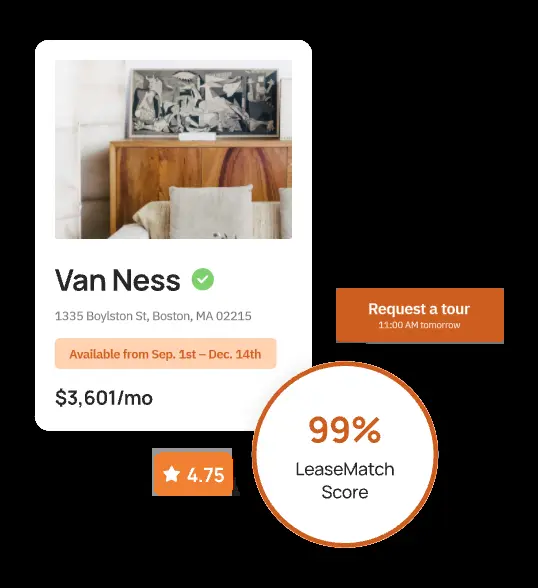 Van Ness
1335 Boylston St, Boston, MA 02215
Available from Sep. 1st – Dec. 14th
$3,601/mo
Request a tour
11:00 AM tomorrow
99%
LeaseMatch
Score
4.75